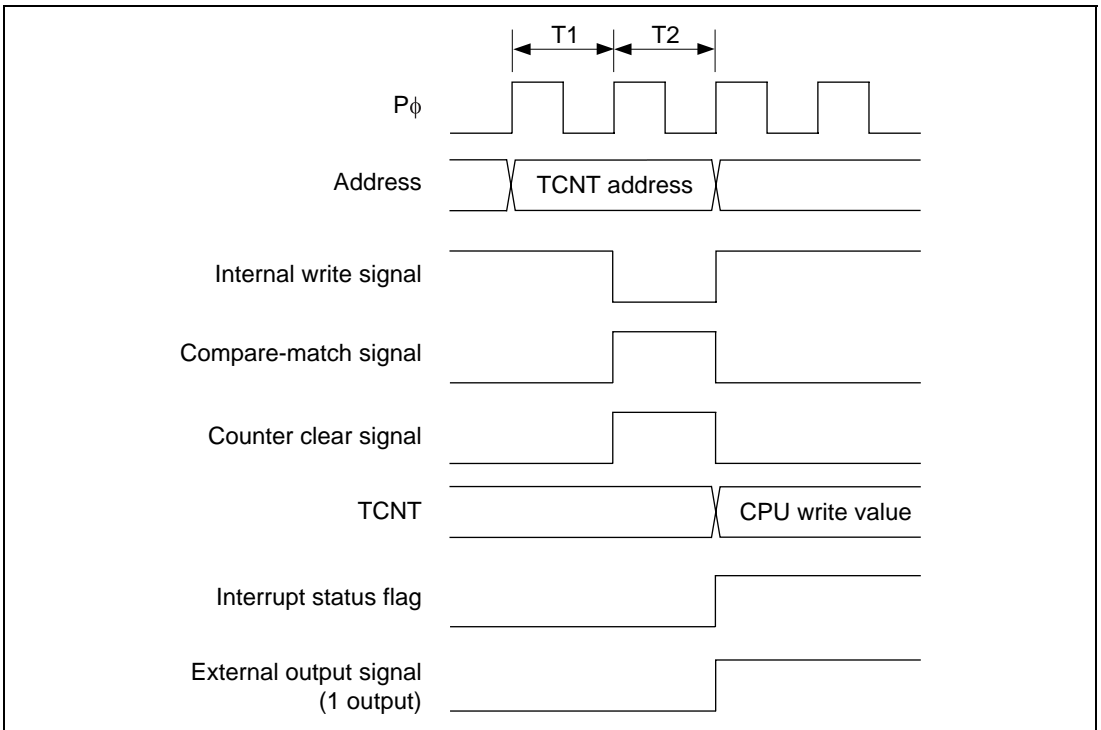 T1 T2
Pϕ
Address TCNT address
Internal write signal
Compare-match signal
Counter clear signal
TCNT CPU write value
Interrupt status flag
External output signal
(1 output)